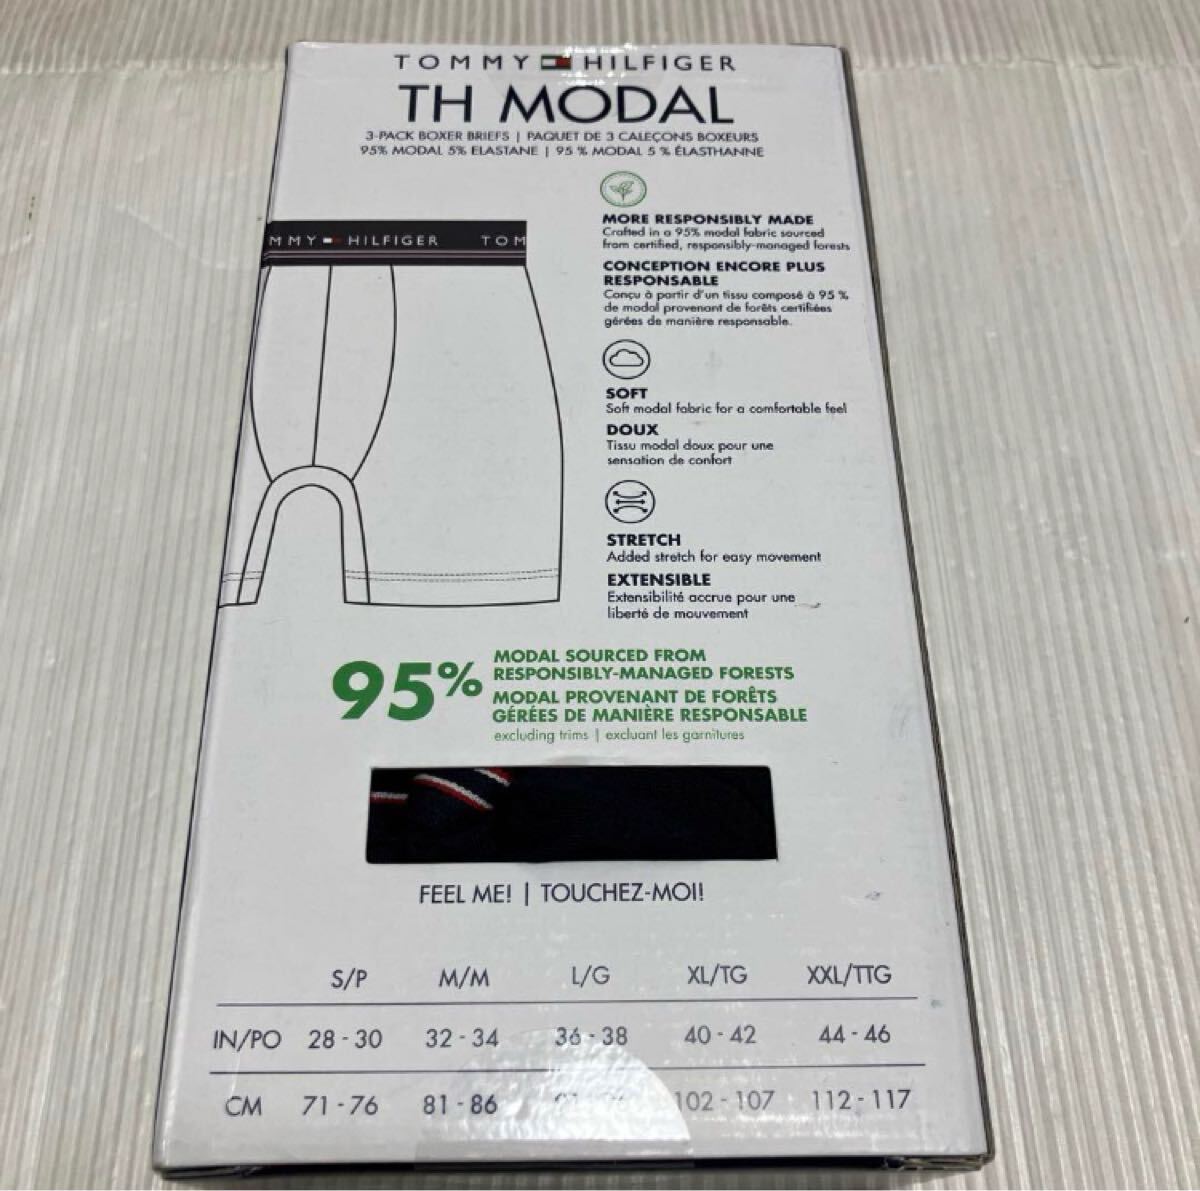 TOMMY HILFIGER
TH MODAL
3-PACK BOXER BRIEFS | PAQUET DE 3 CALEÇONS BOXEURS
95% MODAL 5% ELASTANE | 95 % MODAL 5 % ÉLASTHANNE
MMY HILFIGER TOM
MORE RESPONSIBLY MADE
Crafted in a 95% modal fabric sourced
from certified, responsibly-managed forests
CONCEPTION ENCORE PLUS
RESPONSABLE
Conçu à partir d'un tissu composé à 95 %
de modal provenant de forêts certifiées
gérées de manière responsable.
SOFT
Soft modal fabric for a comfortable feel
DOUX
Tissu modal doux pour une
sensation de confort
STRETCH
Added stretch for easy movement
EXTENSIBLE
Extensibilité accrue pour une
liberté de mouvement
95%
MODAL SOURCED FROM
RESPONSIBLY-MANAGED FORESTS
MODAL PROVENANT DE FORÊTS
GÉRÉES DE MANIÈRE RESPONSABLE
excluding trims | excluant les garnitures
FEEL ME! | TOUCHEZ-MOI!
S/P M/M L/G XL/TG XXL/TTG
IN/PO 28 - 30 32 - 34 36 - 38 40 - 42 44 - 46
CM 71 - 76 81 - 86 102 - 107 112 - 117